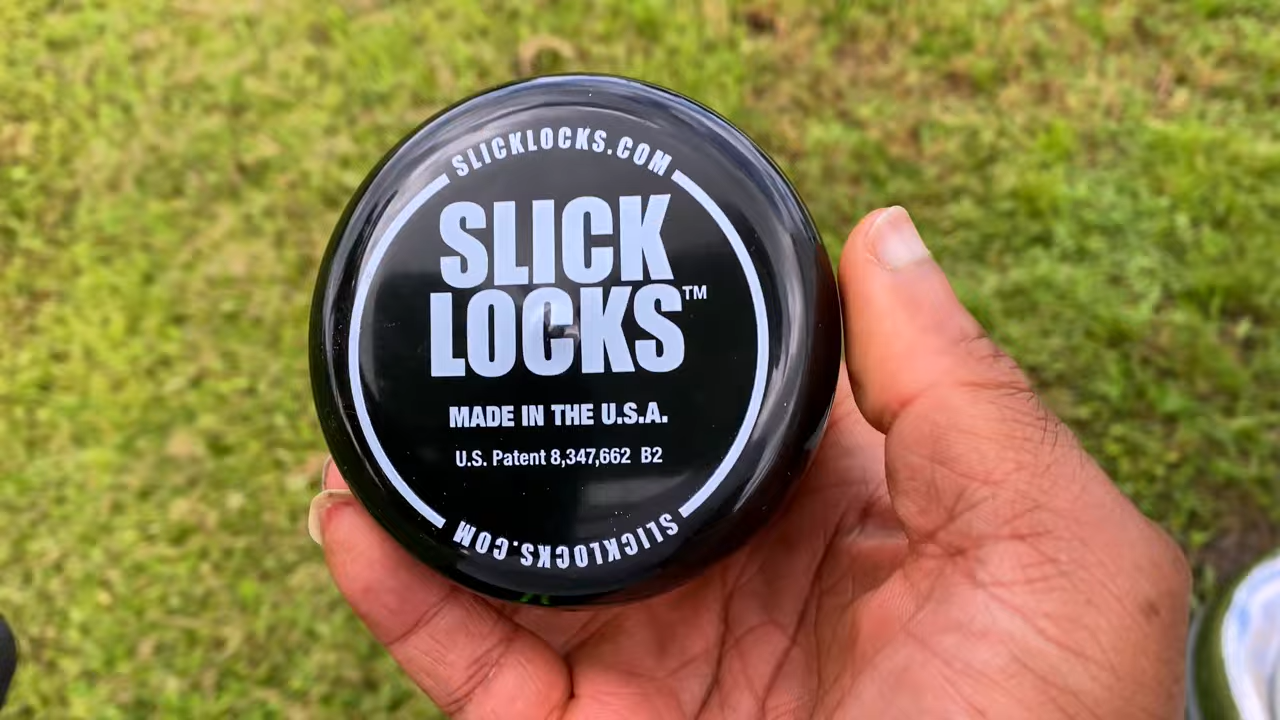 SLICKLOCKS.COM
SLICK
LOCKS™
MADE IN THE U.S.A.
U.S. Patent 8,347,662 B2
SLICKLOCKS.COM